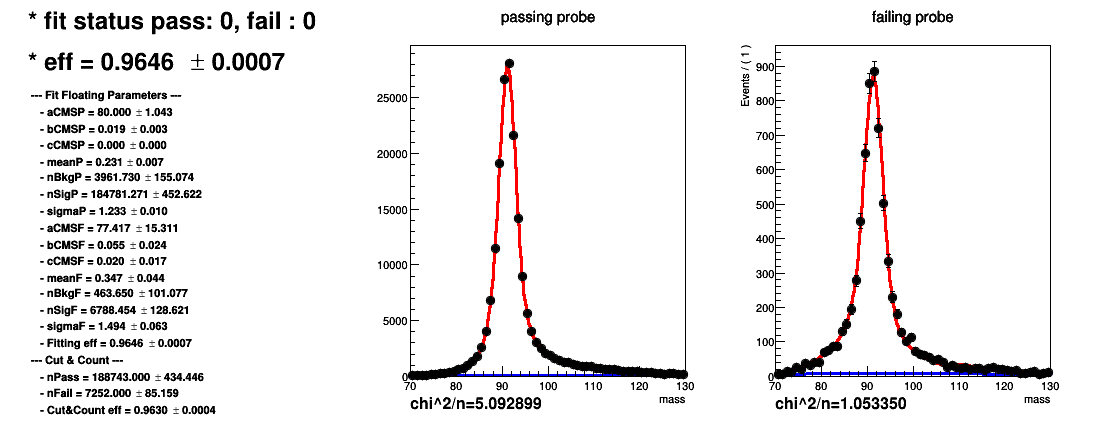 * fit status pass: 0, fail : 0
* eff = 0.9646 ± 0.0007
--- Fit Floating Parameters ---
- aCMSP = 80.000 ± 1.043
- bCMSP = 0.019 ± 0.003
- cCMSP = 0.000 ± 0.000
- meanP = 0.231 ± 0.007
- nBkgP = 3961.730 ± 155.074
- nSigP = 184781.271 ± 452.622
- sigmaP = 1.233 ± 0.010
- aCMSF = 77.417 ± 15.311
- bCMSF = 0.055 ± 0.024
- cCMSF = 0.020 ± 0.017
- meanF = 0.347 ± 0.044
- nBkgF = 463.650 ± 101.077
- nSigF = 6788.454 ± 128.621
- sigmaF = 1.494 ± 0.063
- Fitting eff = 0.9646 ± 0.0007
--- Cut & Count ---
- nPass = 188743.000 ± 434.446
- nFail = 7252.000 ± 85.159
- Cut&Count eff = 0.9630 ± 0.0004
passing probe
25000
20000
15000
10000
5000
0
70 80 90 100 110 120 130
mass
chi^2/n=5.092899
failing probe
Events / ( 1 )
900
800
700
600
500
400
300
200
100
0
70 80 90 100 110 120 130
mass
chi^2/n=1.053350